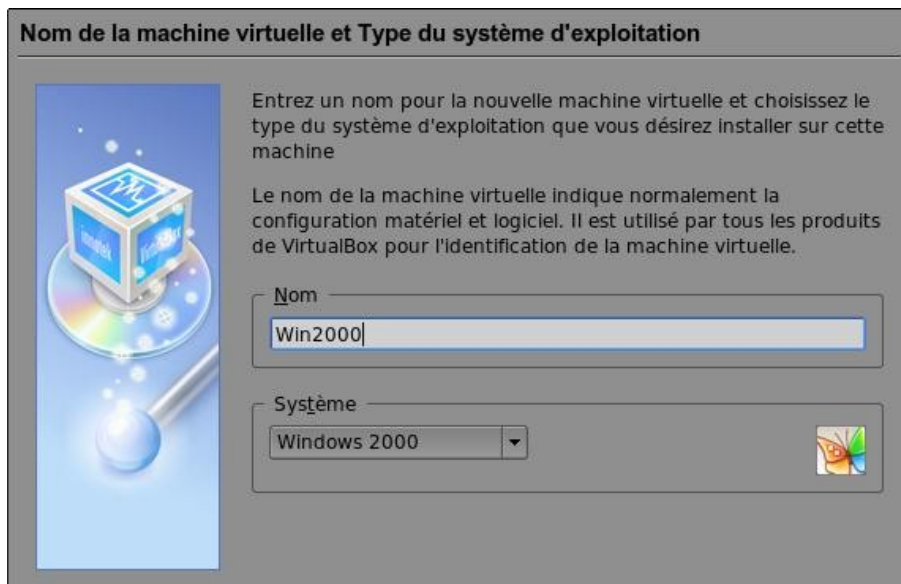 Nom de la machine virtuelle et Type du système d'exploitation
Entrez un nom pour la nouvelle machine virtuelle et choisissez le
type du système d'exploitation que vous désirez installer sur cette
machine
Le nom de la machine virtuelle indique normalement la
configuration matériel et logiciel. Il est utilisé par tous les produits
de VirtualBox pour l'identification de la machine virtuelle.
Nom
Win2000
Système
Windows 2000
innotek
VirtualBox